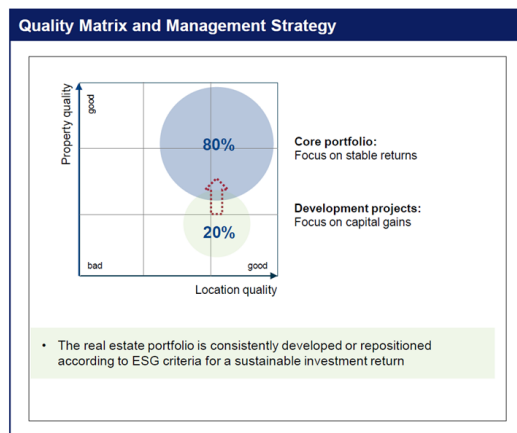 Quality Matrix and Management Strategy
Property quality
good
80%
Core portfolio:
Focus on stable returns
Development projects:
Focus on capital gains
20%
bad
good
Location quality
• The real estate portfolio is consistently developed or repositioned
according to ESG criteria for a sustainable investment return